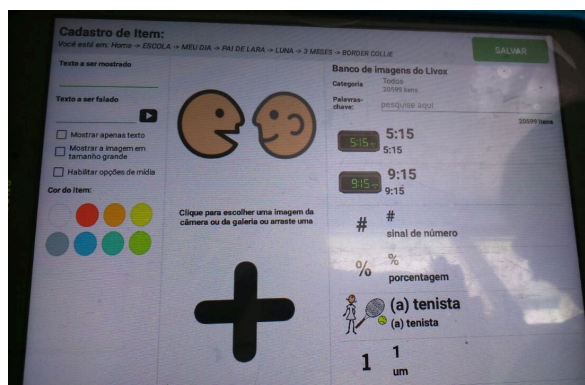 Cadastro de Item:
Você está em: Home -> ESCOLA -> MEU DIA -> PAI DE LARA -> LUNA -> 3 MESES -> BORDER COLLIE
SALVAR
Texto a ser mostrado
Texto a ser falado
Mostrar apenas texto
Mostrar a imagem em
tamanho grande
Habilitar opções de mídia
Cor do Item:
Clique para escolher uma imagem da
câmera ou da galeria ou arraste uma
Banco de imagens do Livox
Categoria Todos
20599 itens
Palavras-
chave: pesquise aqui
20599 itens
5:15 5:15
5:15
9:15 9:15
9:15
# #
sinal de número
% %
porcentagem
(a) tenista
(a) tenista
1 1
um